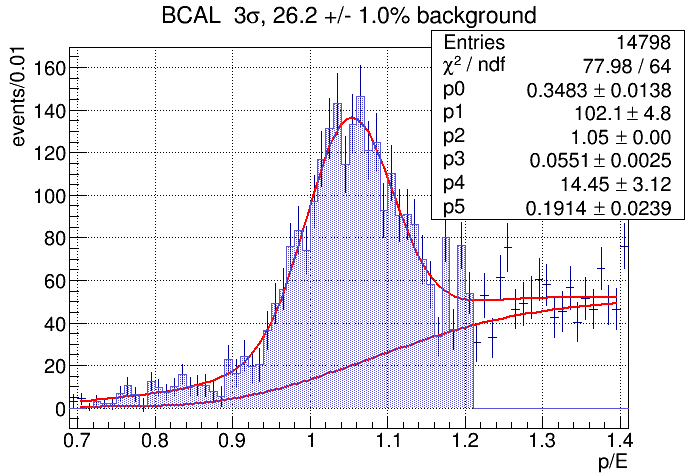 BCAL 3σ, 26.2 +/- 1.0% background
Entries 14798
χ² / ndf 77.98 / 64
p0 0.3483 ± 0.0138
p1 102.1 ± 4.8
p2 1.05 ± 0.00
p3 0.0551 ± 0.0025
p4 14.45 ± 3.12
p5 0.1914 ± 0.0239
events/0.01
160
140
120
100
80
60
40
20
0
0.7 0.8 0.9 1 1.1 1.2 1.3 1.4
p/E